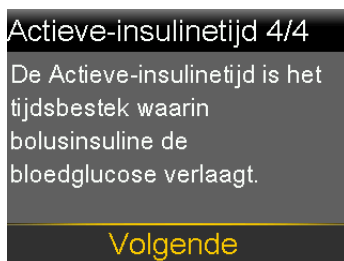 Actieve-insulinetijd 4/4
De Actieve-insulinetijd is het
tijdsbestek waarin
bolusinsuline de
bloedglucose verlaagt.
Volgende